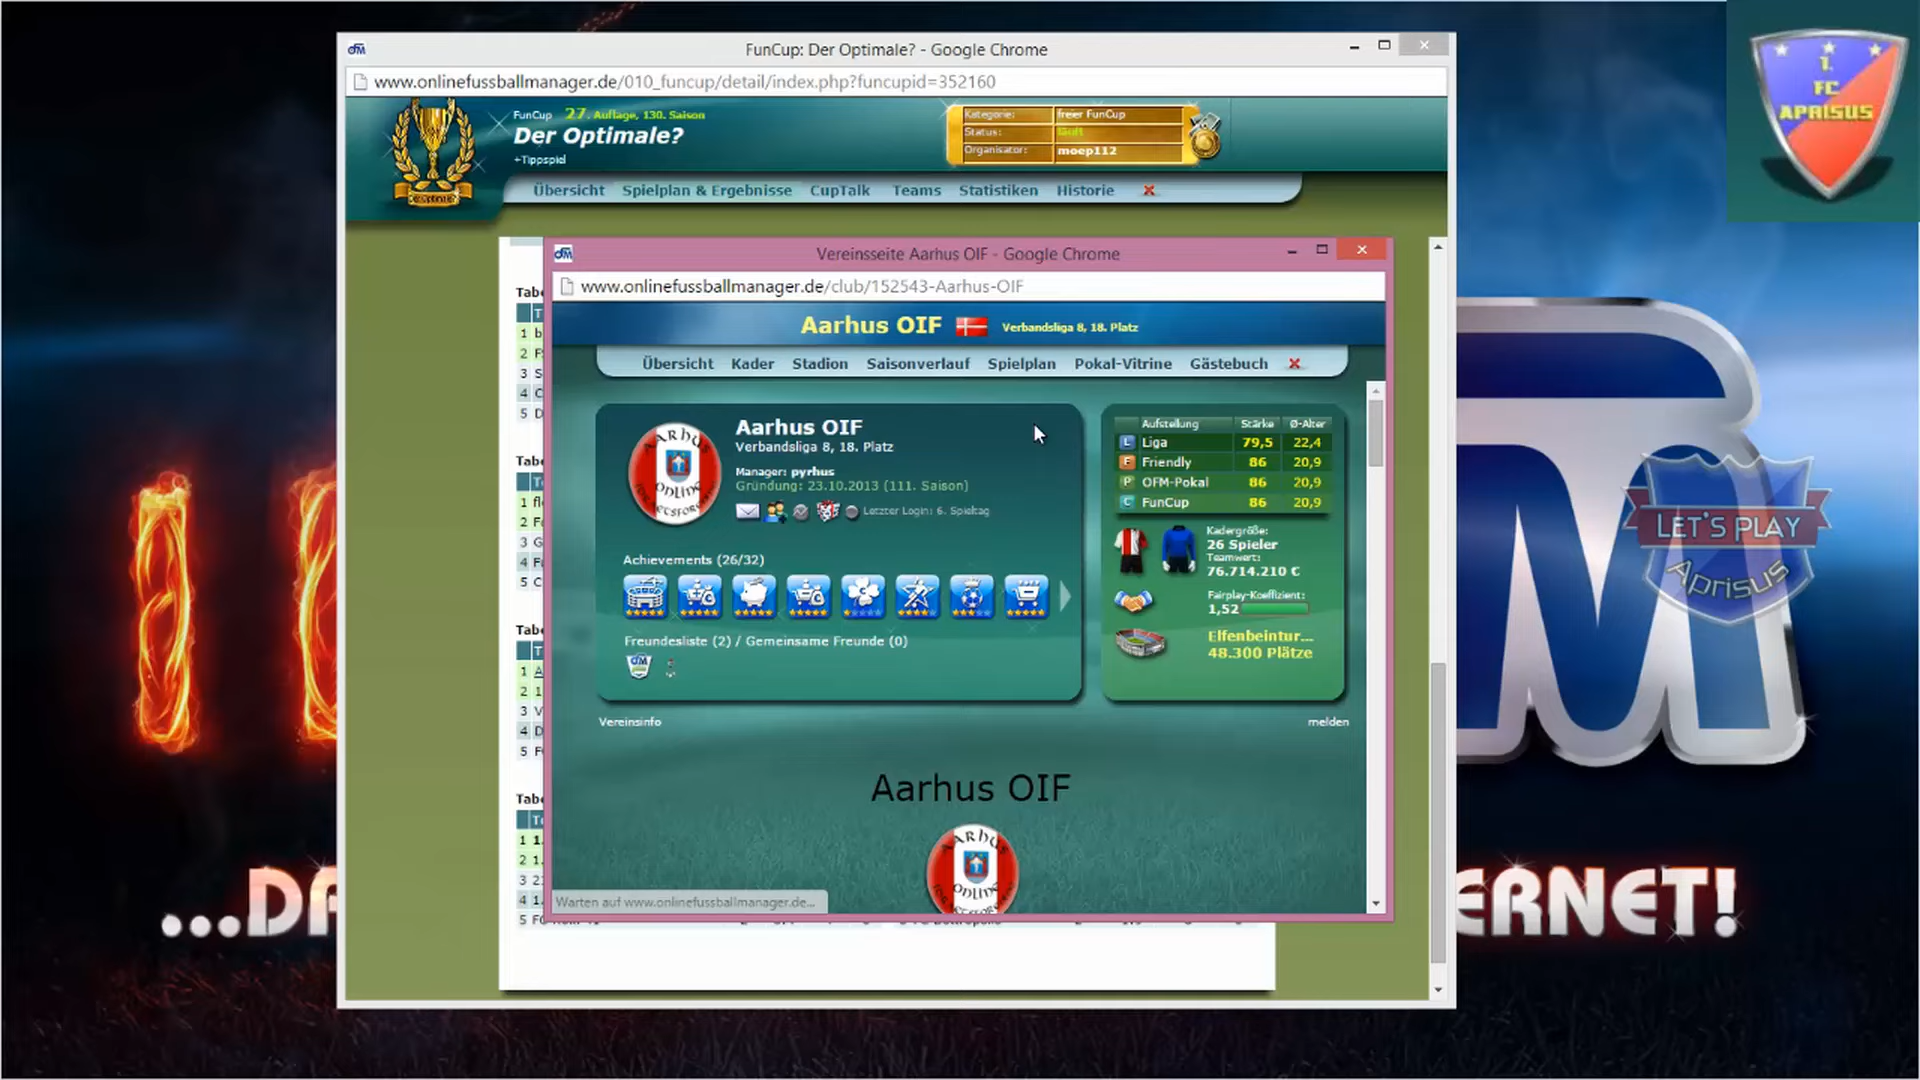 FunCup: Der Optimale? - Google Chrome
www.onlinefussballmanager.de/010_funcup/detail/index.php?funcupid=352160
FunCup 27. Auflage, 130. Saison
Der Optimale?
+Tippspiel
Kategorie: freier FunCup
Status: läuft
Organisator: moep112
Übersicht Spielplan & Ergebnisse CupTalk Teams Statistiken Historie
1.
FC
APRISUS
Vereinsseite Aarhus OIF - Google Chrome
www.onlinefussballmanager.de/club/152543-Aarhus-OIF
Aarhus OIF Verbandsliga 8, 18. Platz
Übersicht Kader Stadion Saisonverlauf Spielplan Pokal-Vitrine Gästebuch
Aarhus OIF
Verbandsliga 8, 18. Platz
Manager: pyrhus
Gründung: 23.10.2013 (111. Saison)
Letzter Login: 6. Spieltag
Achievements (26/32)
Freundesliste (2) / Gemeinsame Freunde (0)
Aufstellung Stärke Ø-Alter
L Liga 79,5 22,4
F Friendly 86 20,9
P OFM-Pokal 86 20,9
C FunCup 86 20,9
Kadergröße:
26 Spieler
Teamwert:
76.714.210 €
Fairplay-Koeffizient:
1,52
Elfenbeintur...
48.300 Plätze
Vereinsinfo
melden
Aarhus OIF
AARHUS
ONLINE
Warten auf www.onlinefussballmanager.de...
LET'S PLAY
Aprisus
...DA
ERNET!